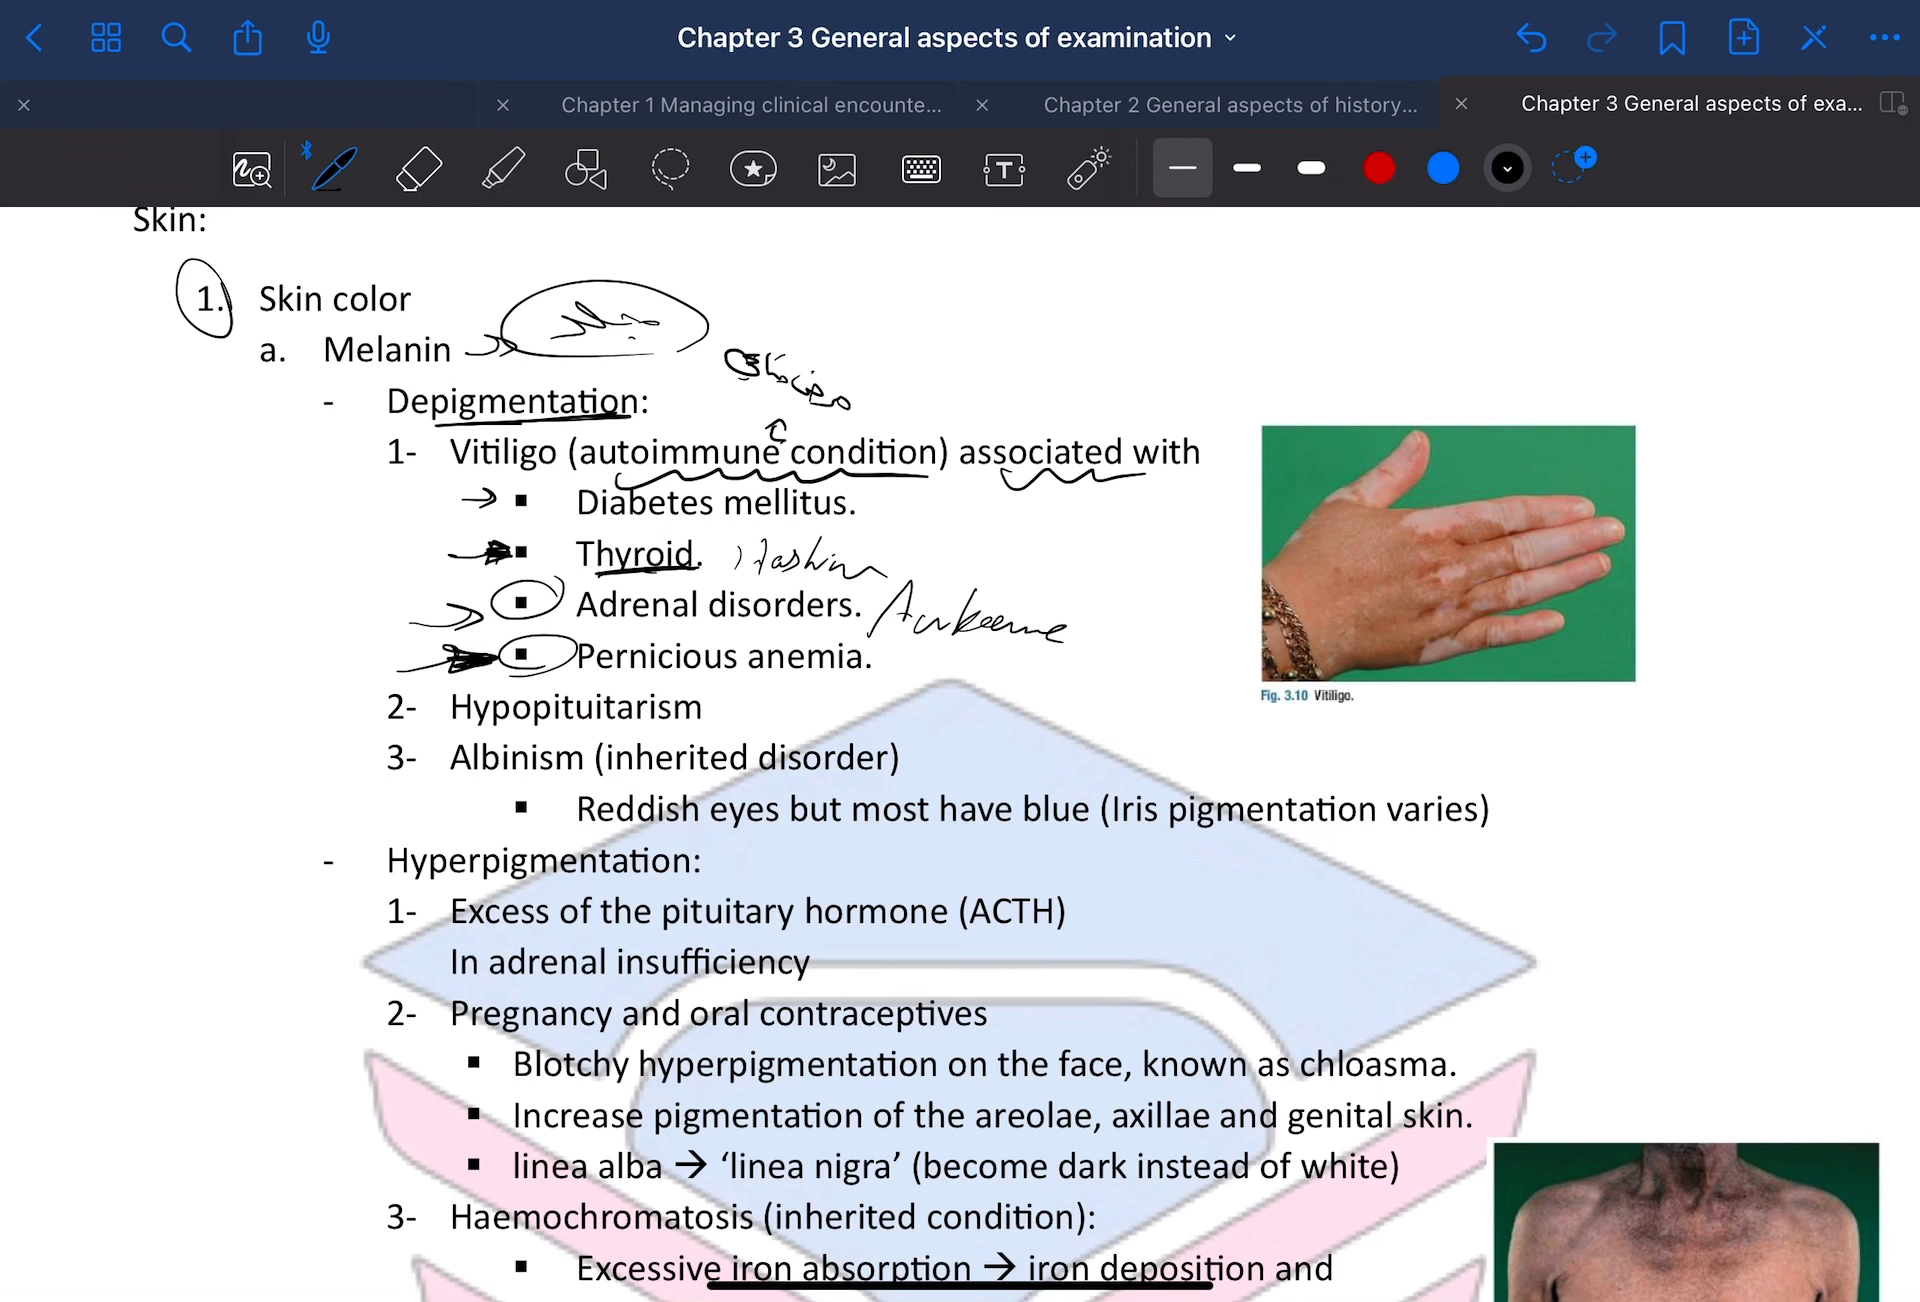 Chapter 3 General aspects of examination
Chapter 1 Managing clinical encounte...
Chapter 2 General aspects of history...
Chapter 3 General aspects of exa...
Skin:
1. Skin color
a. Melanin
- Depigmentation:
1- Vitiligo (autoimmune condition) associated with
▪ Diabetes mellitus.
▪ Thyroid.
▪ Adrenal disorders.
▪ Pernicious anemia.
Fig. 3.10 Vitiligo.
2- Hypopituitarism
3- Albinism (inherited disorder)
▪ Reddish eyes but most have blue (Iris pigmentation varies)
- Hyperpigmentation:
1- Excess of the pituitary hormone (ACTH)
In adrenal insufficiency
2- Pregnancy and oral contraceptives
▪ Blotchy hyperpigmentation on the face, known as chloasma.
▪ Increase pigmentation of the areolae, axillae and genital skin.
▪ linea alba → ‘linea nigra’ (become dark instead of white)
3- Haemochromatosis (inherited condition):
▪ Excessive iron absorption → iron deposition and